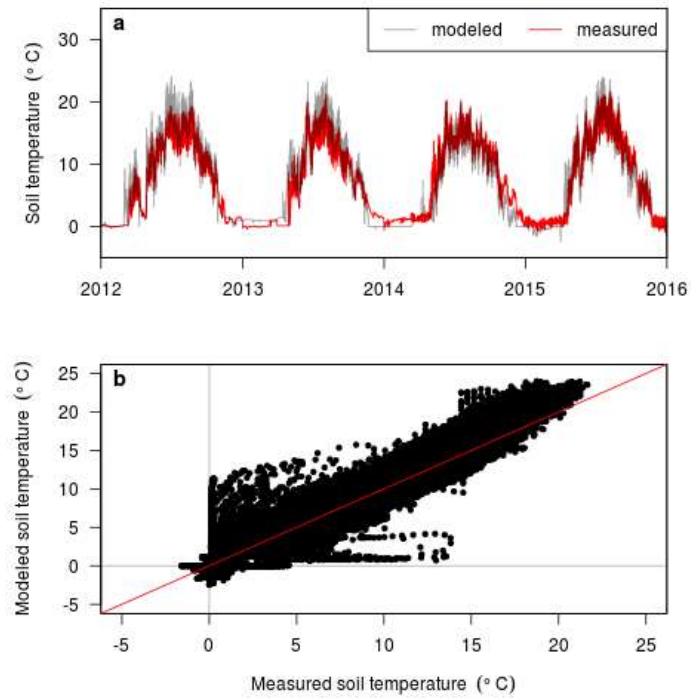 a
modeled measured
Soil temperature (° C)
30
20
10
0
2012 2013 2014 2015 2016
b
Modeled soil temperature (° C)
25
20
15
10
5
0
-5
-5 0 5 10 15 20 25
Measured soil temperature (° C)